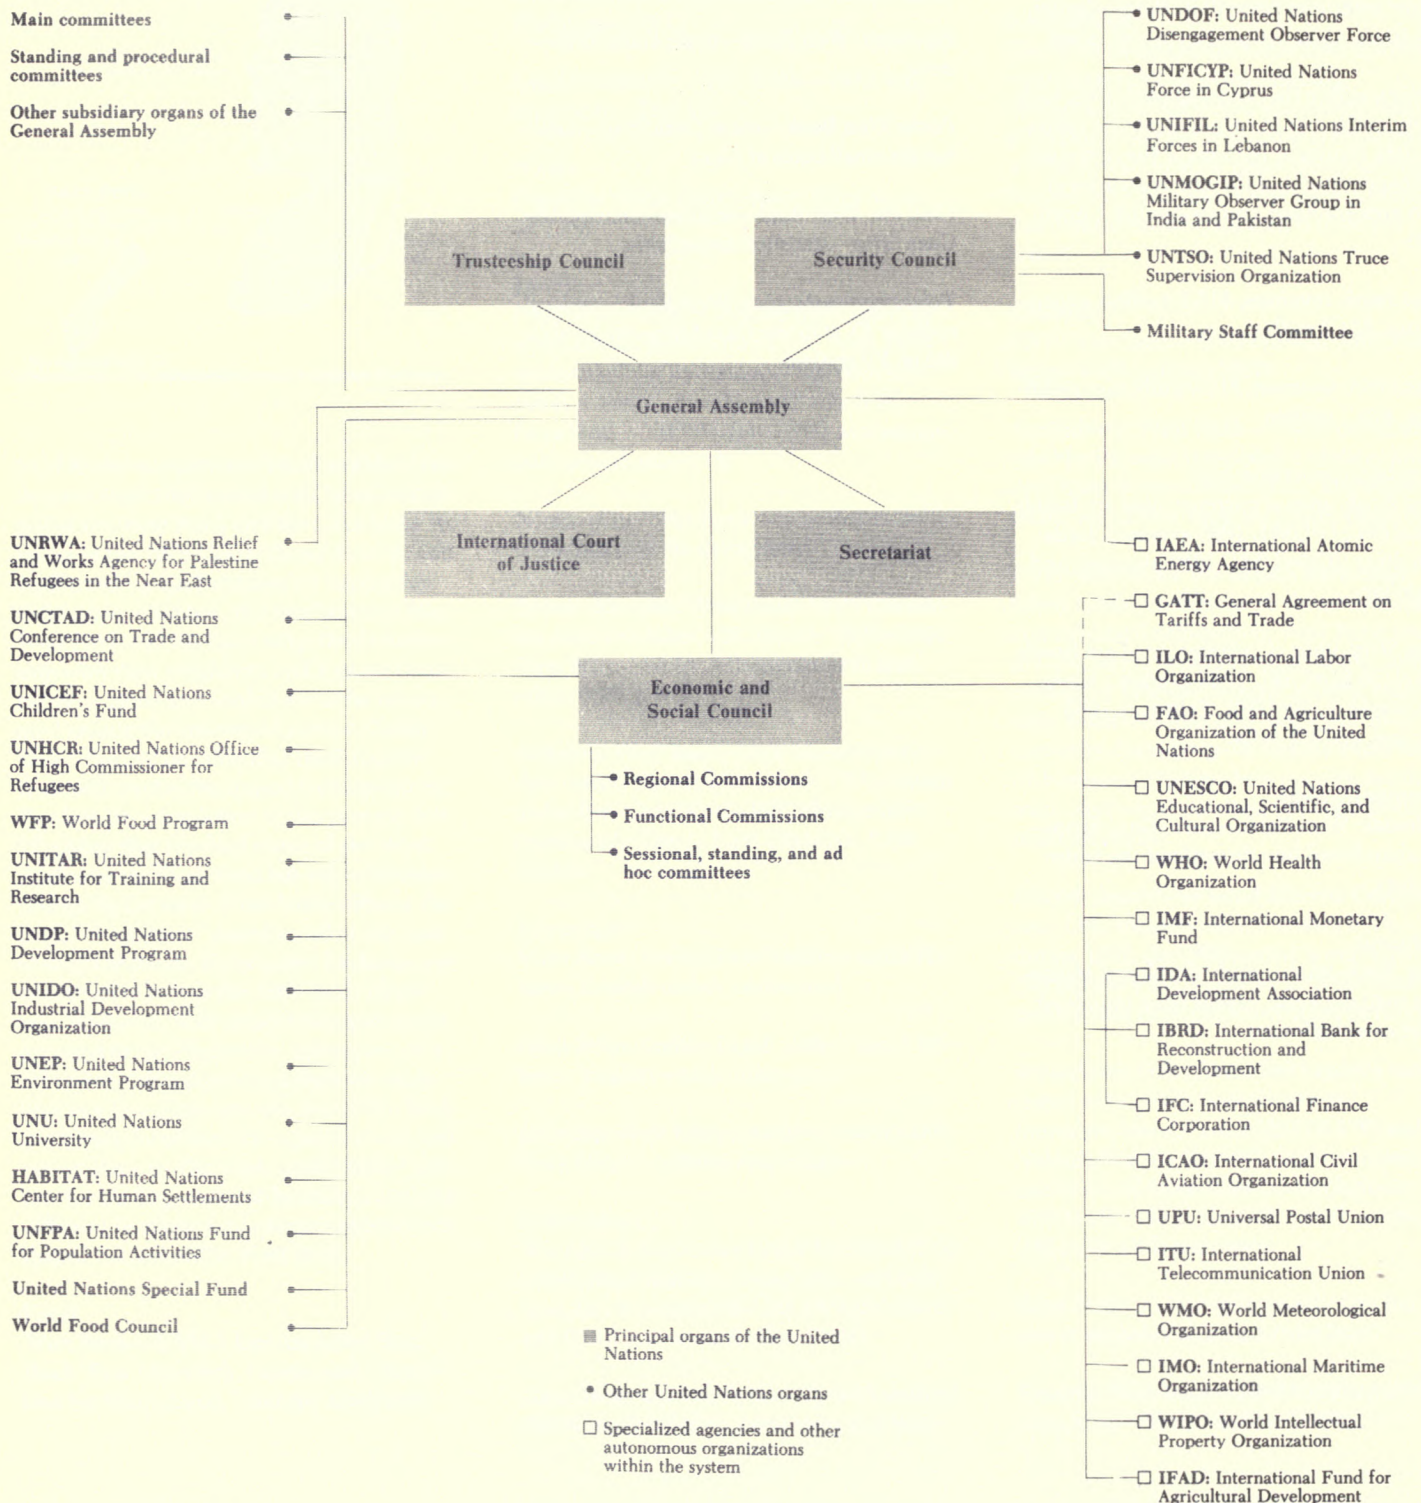 Main committees
Standing and procedural
committees
Other subsidiary organs of the
General Assembly
UNDOF: United Nations
Disengagement Observer Force
UNFICYP: United Nations
Force in Cyprus
UNIFIL: United Nations Interim
Forces in Lebanon
UNMOGIP: United Nations
Military Observer Group in
India and Pakistan
UNTSO: United Nations Truce
Supervision Organization
Military Staff Committee
Trusteeship Council
Security Council
General Assembly
International Court
of Justice
Secretariat
Economic and
Social Council
Regional Commissions
Functional Commissions
Sessional, standing, and ad
hoc committees
UNRWA: United Nations Relief
and Works Agency for Palestine
Refugees in the Near East
UNCTAD: United Nations
Conference on Trade and
Development
UNICEF: United Nations
Children's Fund
UNHCR: United Nations Office
of High Commissioner for
Refugees
WFP: World Food Program
UNITAR: United Nations
Institute for Training and
Research
UNDP: United Nations
Development Program
UNIDO: United Nations
Industrial Development
Organization
UNEP: United Nations
Environment Program
UNU: United Nations
University
HABITAT: United Nations
Center for Human Settlements
UNFPA: United Nations Fund
for Population Activities
United Nations Special Fund
World Food Council
IAEA: International Atomic
Energy Agency
GATT: General Agreement on
Tariffs and Trade
ILO: International Labor
Organization
FAO: Food and Agriculture
Organization of the United
Nations
UNESCO: United Nations
Educational, Scientific, and
Cultural Organization
WHO: World Health
Organization
IMF: International Monetary
Fund
IDA: International
Development Association
IBRD: International Bank for
Reconstruction and
Development
IFC: International Finance
Corporation
ICAO: International Civil
Aviation Organization
UPU: Universal Postal Union
ITU: International
Telecommunication Union
WMO: World Meteorological
Organization
IMO: International Maritime
Organization
WIPO: World Intellectual
Property Organization
IFAD: International Fund for
Agricultural Development
Principal organs of the United
Nations
Other United Nations organs
Specialized agencies and other
autonomous organizations
within the system